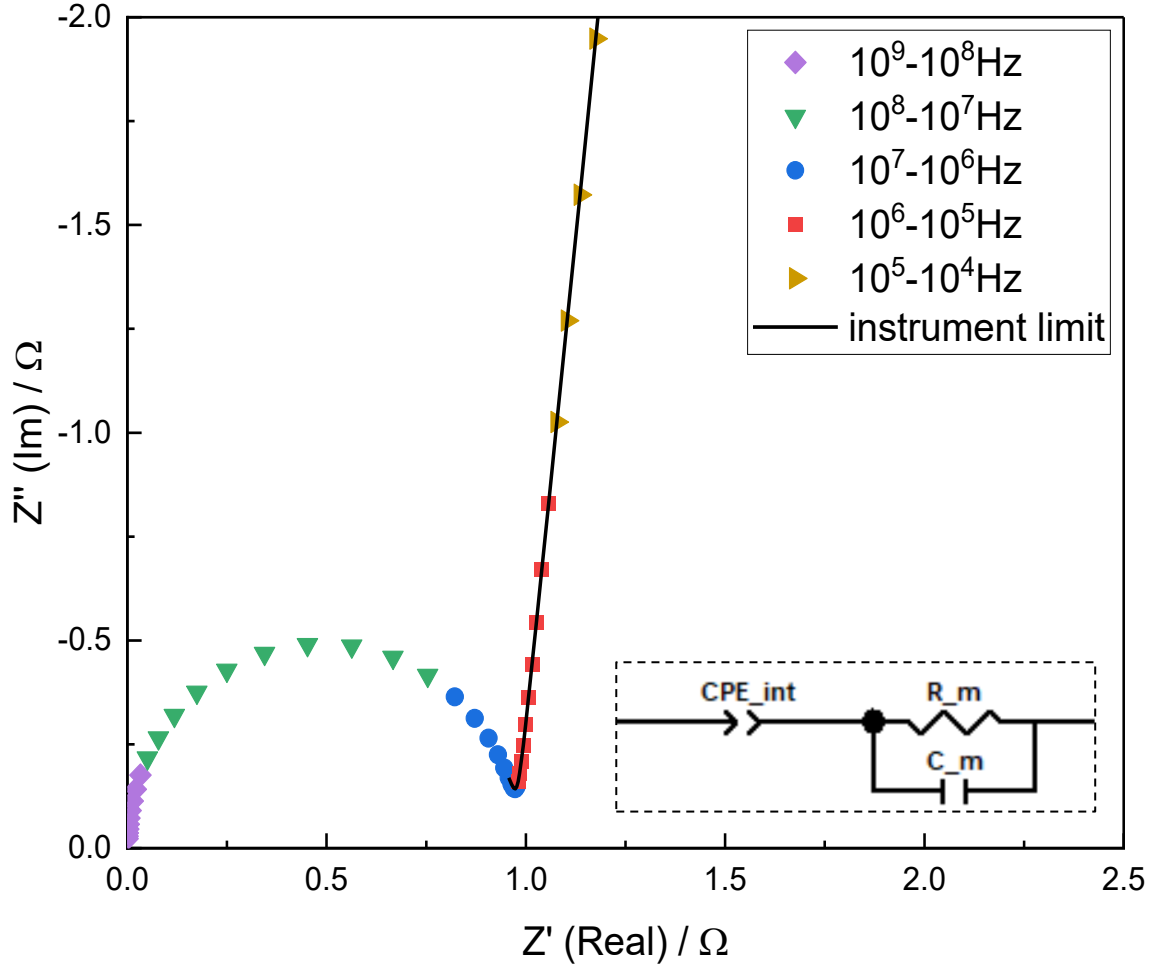 -2.0
-1.5
-1.0
-0.5
0.0
Z'' (Im) / Ω
10⁹-10⁸Hz
10⁸-10⁷Hz
10⁷-10⁶Hz
10⁶-10⁵Hz
10⁵-10⁴Hz
instrument limit
CPE_int
R_m
C_m
0.0 0.5 1.0 1.5 2.0 2.5
Z' (Real) / Ω